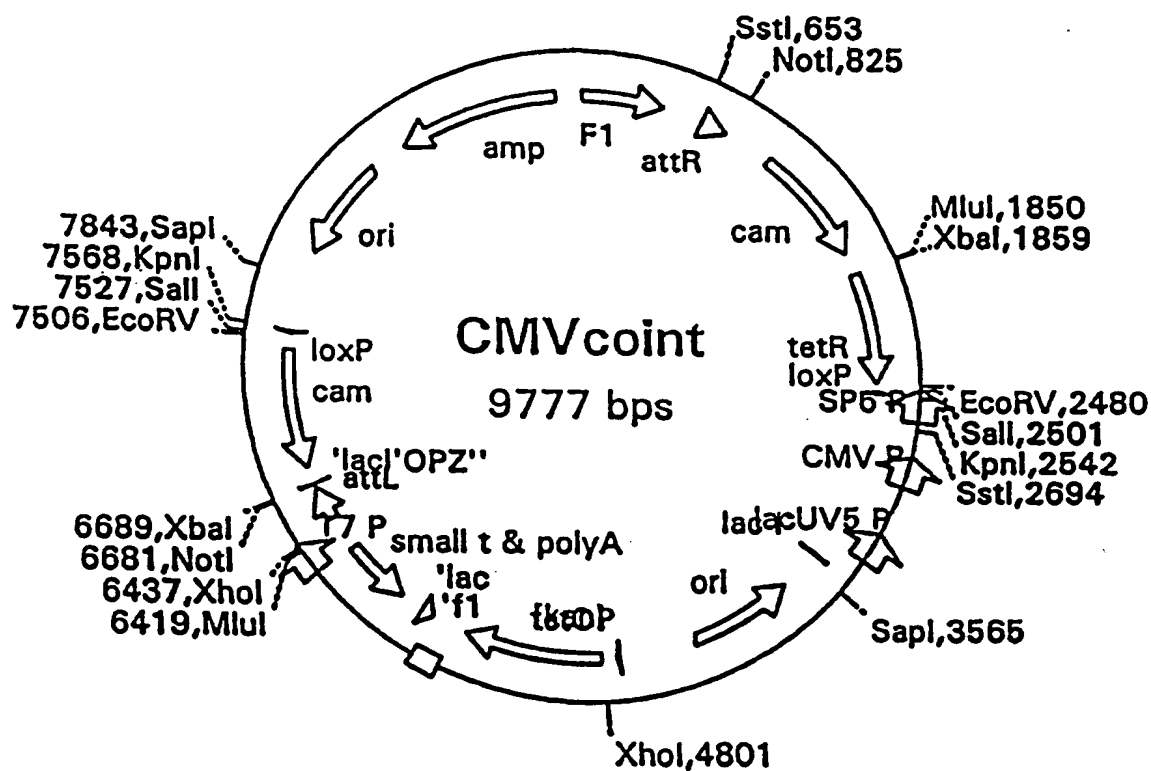 SstI,653
NotI,825
F1
amp
attR
ori
cam
7843,SapI
7568,KpnI
7527,SalI
7506,EcoRV
MluI,1850
XbaI,1859
CMVcoint
9777 bps
loxP
cam
tetR
loxP
SP6 P
EcoRV,2480
SalI,2501
KpnI,2542
SstI,2694
CMV P
'lacI'OPZ''
attL
lacUV5 P
6689,XbaI
6681,NotI
6437,XhoI
6419,MluI
P
small t & polyA
'lac
'f1
ori
SapI,3565
XhoI,4801